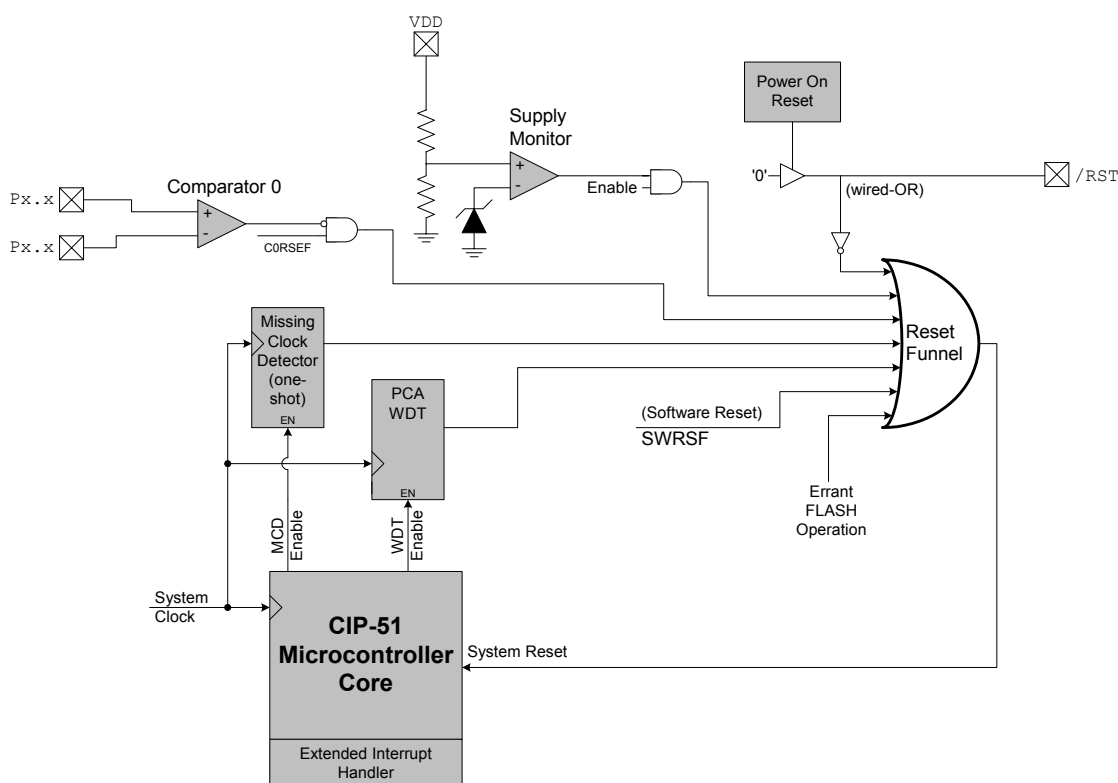 VDD
Power On
Reset
Supply
Monitor
+
-
Enable
'0'
(wired-OR)
/RST
Comparator 0
Px.x
Px.x
+
-
C0RSEF
Missing
Clock
Detector
(one-
shot)
EN
PCA
WDT
EN
(Software Reset)
SWRSF
Reset
Funnel
Errant
FLASH
Operation
MCD
Enable
WDT
Enable
System
Clock
CIP-51
Microcontroller
Core
System Reset
Extended Interrupt
Handler